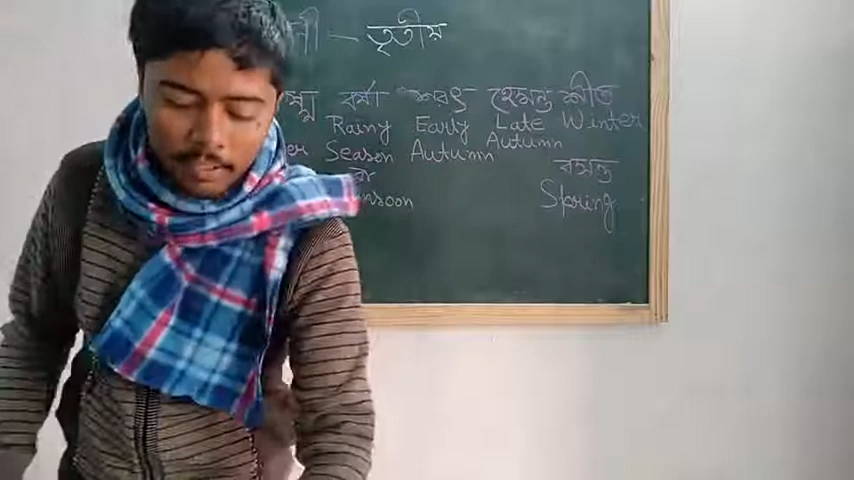 — তৃতীয়
বর্ষা শরৎ হেমন্ত শীত
Rainy Early Late Winter
Season Autumn Autumn
বসন্ত
Spring